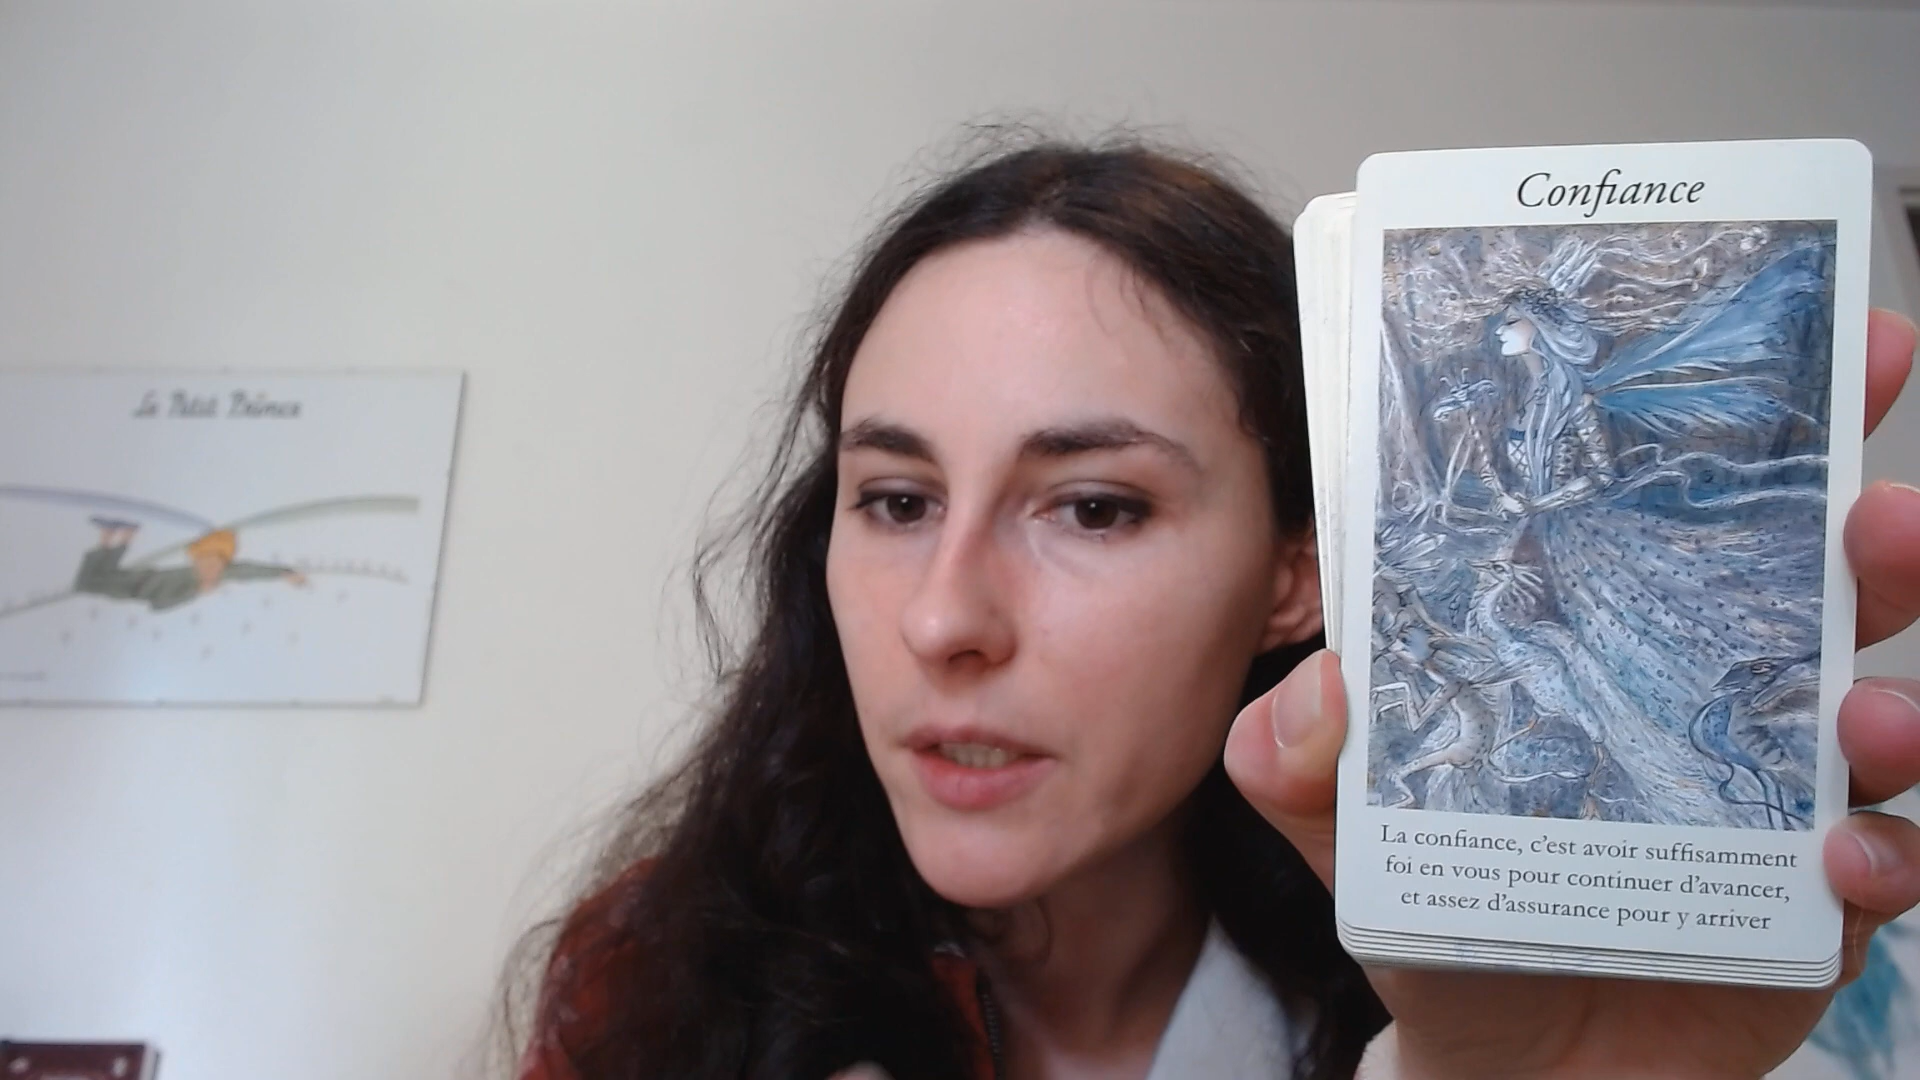 Le Petit Prince
Confiance
La confiance, c'est avoir suffisamment
foi en vous pour continuer d'avancer,
et assez d'assurance pour y arriver